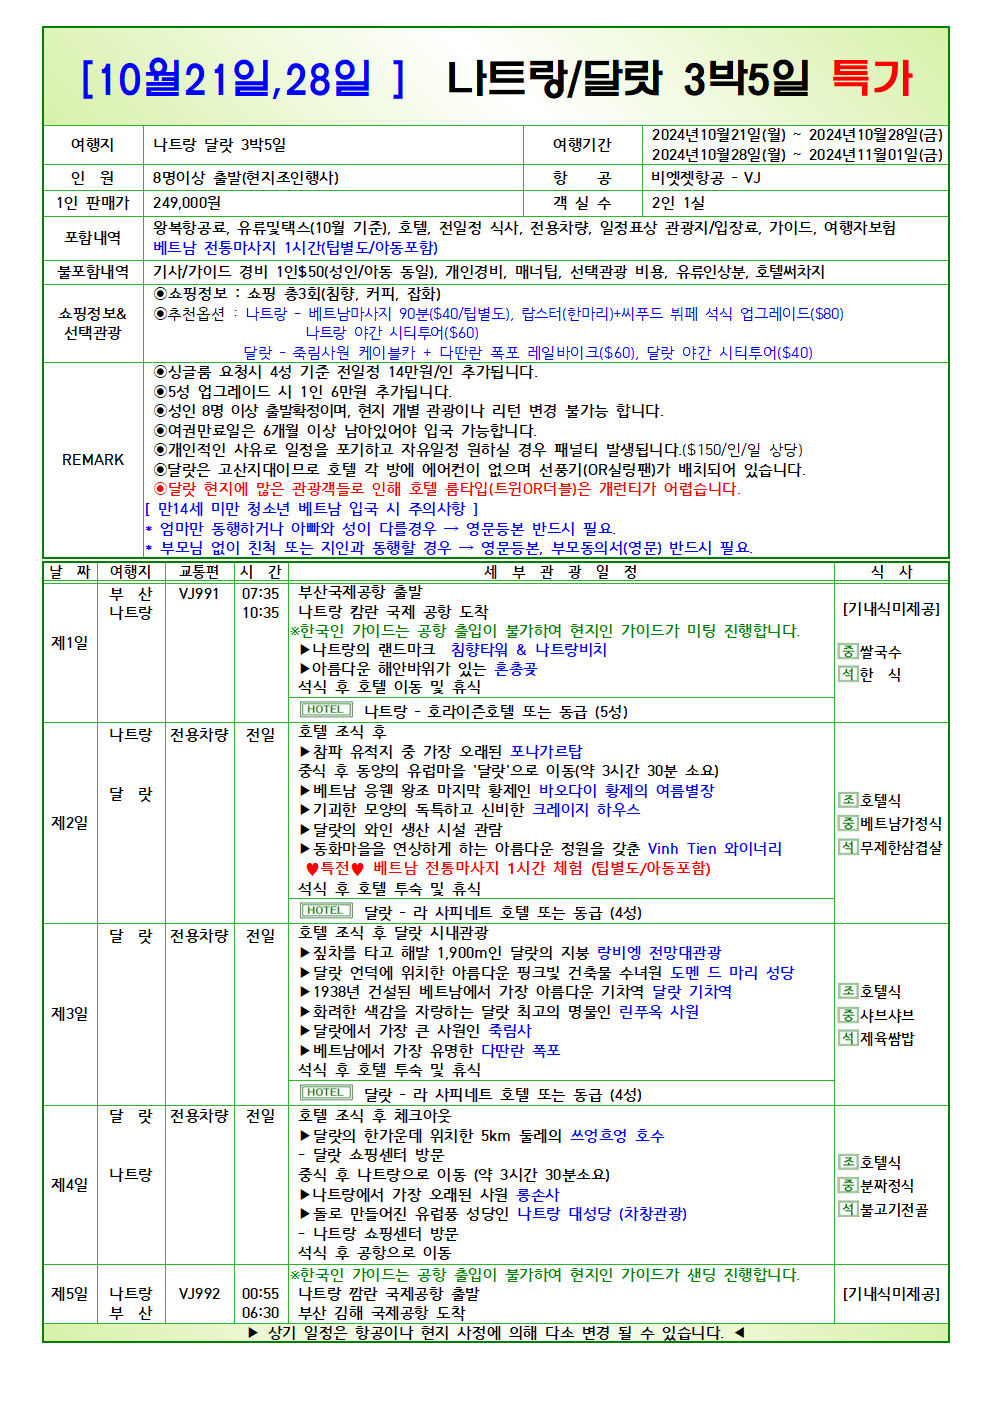 [10월21일,28일 ] 나트랑/달랏 3박5일 특가
여행지 나트랑 달랏 3박5일 여행기간 2024년10월21일(월) ~ 2024년10월28일(금)
2024년10월28일(월) ~ 2024년11월01일(금)
인 원 8명이상 출발(현지조인행사) 항 공 비엣젯항공 - VJ
1인 판매가 249,000원 객 실 수 2인 1실
포함내역 왕복항공료, 유류및택스(10월 기준), 호텔, 전일정 식사, 전용차량, 일정표상 관광지/입장료, 가이드, 여행자보험
베트남 전통마사지 1시간(팁별도/아동포함)
불포함내역 기사/가이드 경비 1인$50(성인/아동 동일), 개인경비, 매너팁, 선택관광 비용, 유류인상분, 호텔써차지
쇼핑정보&
선택관광
◉쇼핑정보 : 쇼핑 총3회(침향, 커피, 잡화)
◉추천옵션 : 나트랑 - 베트남마사지 90분($40/팁별도), 랍스터(한마리)+씨푸드 뷔페 석식 업그레이드($80)
나트랑 야간 시티투어($60)
달랏 - 죽림사원 케이블카 + 다딴란 폭포 레일바이크($60), 달랏 야간 시티투어($40)
REMARK
◉싱글룸 요청시 4성 기준 전일정 14만원/인 추가됩니다.
◉5성 업그레이드 시 1인 6만원 추가됩니다.
◉성인 8명 이상 출발확정이며, 현지 개별 관광이나 리턴 변경 불가능 합니다.
◉여권만료일은 6개월 이상 남아있어야 입국 가능합니다.
◉개인적인 사유로 일정을 포기하고 자유일정 원하실 경우 패널티 발생됩니다.($150/인/일 상당)
◉달랏은 고산지대이므로 호텔 각 방에 에어컨이 없으며 선풍기(OR실링팬)가 배치되어 있습니다.
◉달랏 현지에 많은 관광객들로 인해 호텔 룸타입(트윈OR더블)은 개런티가 어렵습니다.
[ 만14세 미만 청소년 베트남 입국 시 주의사항 ]
* 엄마만 동행하거나 아빠와 성이 다를경우 → 영문등본 반드시 필요.
* 부모님 없이 친척 또는 지인과 동행할 경우 → 영문등본, 부모동의서(영문) 반드시 필요.
날 짜 여행지 교통편 시 간 세 부 관 광 일 정 식 사
제1일
부 산 VJ991 07:35 부산국제공항 출발
나트랑 10:35 나트랑 캄란 국제 공항 도착
※한국인 가이드는 공항 출입이 불가하여 현지인 가이드가 미팅 진행합니다.
▶나트랑의 랜드마크 침향타워 & 나트랑비치
▶아름다운 해안바위가 있는 혼총곶
석식 후 호텔 이동 및 휴식
HOTEL 나트랑 - 호라이즌호텔 또는 동급 (5성)
[기내식미제공]
중 쌀국수
석 한 식
제2일
나트랑 전용차량 전일 호텔 조식 후
▶참파 유적지 중 가장 오래된 포나가르탑
중식 후 동양의 유럽마을 '달랏'으로 이동(약 3시간 30분 소요)
달 랏 ▶베트남 응웬 왕조 마지막 황제인 바오다이 황제의 여름별장
▶기괴한 모양의 독특하고 신비한 크레이지 하우스
▶달랏의 와인 생산 시설 관람
▶동화마을을 연상하게 하는 아름다운 정원을 갖춘 Vinh Tien 와이너리
♥특전♥ 베트남 전통마사지 1시간 체험 (팁별도/아동포함)
석식 후 호텔 투숙 및 휴식
HOTEL 달랏 - 라 사피네트 호텔 또는 동급 (4성)
조 호텔식
중 베트남가정식
석 무제한삼겹살
제3일
달 랏 전용차량 전일 호텔 조식 후 달랏 시내관광
▶짚차를 타고 해발 1,900m인 달랏의 지붕 랑비엥 전망대관광
▶달랏 언덕에 위치한 아름다운 핑크빛 건축물 수녀원 도멘 드 마리 성당
▶1938년 건설된 베트남에서 가장 아름다운 기차역 달랏 기차역
▶화려한 색감을 자랑하는 달랏 최고의 명물인 린푸옥 사원
▶달랏에서 가장 큰 사원인 죽림사
▶베트남에서 가장 유명한 다딴란 폭포
석식 후 호텔 투숙 및 휴식
HOTEL 달랏 - 라 사피네트 호텔 또는 동급 (4성)
조 호텔식
중 샤브샤브
석 제육쌈밥
제4일
달 랏 전용차량 전일 호텔 조식 후 체크아웃
▶달랏의 한가운데 위치한 5km 둘레의 쓰엉흐엉 호수
- 달랏 쇼핑센터 방문
나트랑 중식 후 나트랑으로 이동 (약 3시간 30분소요)
▶나트랑에서 가장 오래된 사원 롱손사
▶돌로 만들어진 유럽풍 성당인 나트랑 대성당 (차창관광)
- 나트랑 쇼핑센터 방문
석식 후 공항으로 이동
조 호텔식
중 분짜정식
석 불고기전골
제5일
※한국인 가이드는 공항 출입이 불가하여 현지인 가이드가 샌딩 진행합니다.
나트랑 VJ992 00:55 나트랑 깜란 국제공항 출발
부 산 06:30 부산 김해 국제공항 도착
[기내식미제공]
▶ 상기 일정은 항공이나 현지 사정에 의해 다소 변경 될 수 있습니다. ◀